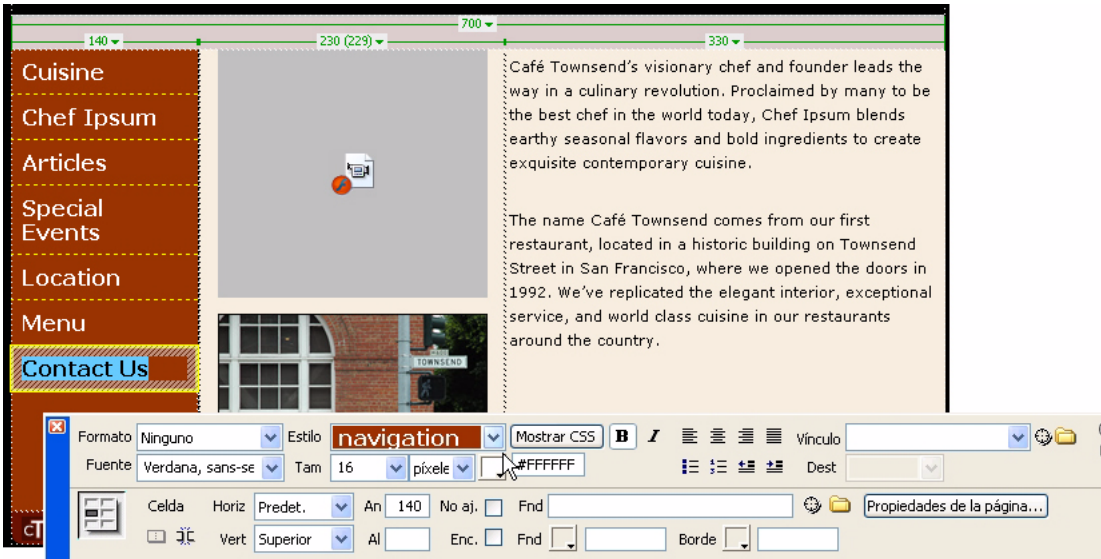 700
140
230 (229)
330
Cuisine
Chef Ipsum
Articles
Special
Events
Location
Menu
Contact Us
TOWNSEND
Café Townsend's visionary chef and founder leads the
way in a culinary revolution. Proclaimed by many to be
the best chef in the world today, Chef Ipsum blends
earthy seasonal flavors and bold ingredients to create
exquisite contemporary cuisine.
The name Café Townsend comes from our first
restaurant, located in a historic building on Townsend
Street in San Francisco, where we opened the doors in
1992. We've replicated the elegant interior, exceptional
service, and world class cuisine in our restaurants
around the country.
Formato Ninguno Estilo navigation Mostrar CSS B I Vínculo
Fuente Verdana, sans-se Tam 16 píxele #FFFFFF Dest
Celda Horiz Predet. An 140 No aj. Fnd Propiedades de la página...
Vert Superior Al Enc. Fnd Borde